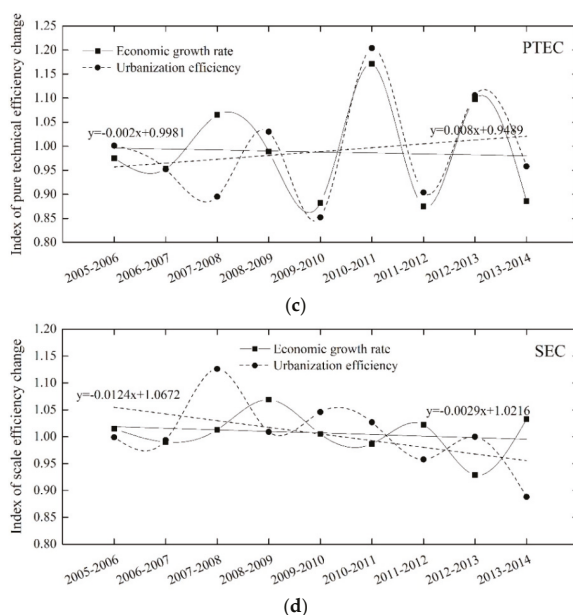 1.25
1.20
1.15
1.10
1.05
1.00
0.95
0.90
0.85
0.80
Index of pure technical efficiency change
Economic growth rate
Urbanization efficiency
PTEC
y=-0.002x+0.9981
y=0.008x+0.9489
2005-2006
2006-2007
2007-2008
2008-2009
2009-2010
2010-2011
2011-2012
2012-2013
2013-2014
(c)
1.20
1.15
1.10
1.05
1.00
0.95
0.90
0.85
0.80
Index of scale efficiency change
Economic growth rate
Urbanization efficiency
SEC
y=-0.0124x+1.0672
y=-0.0029x+1.0216
2005-2006
2006-2007
2007-2008
2008-2009
2009-2010
2010-2011
2011-2012
2012-2013
2013-2014
(d)